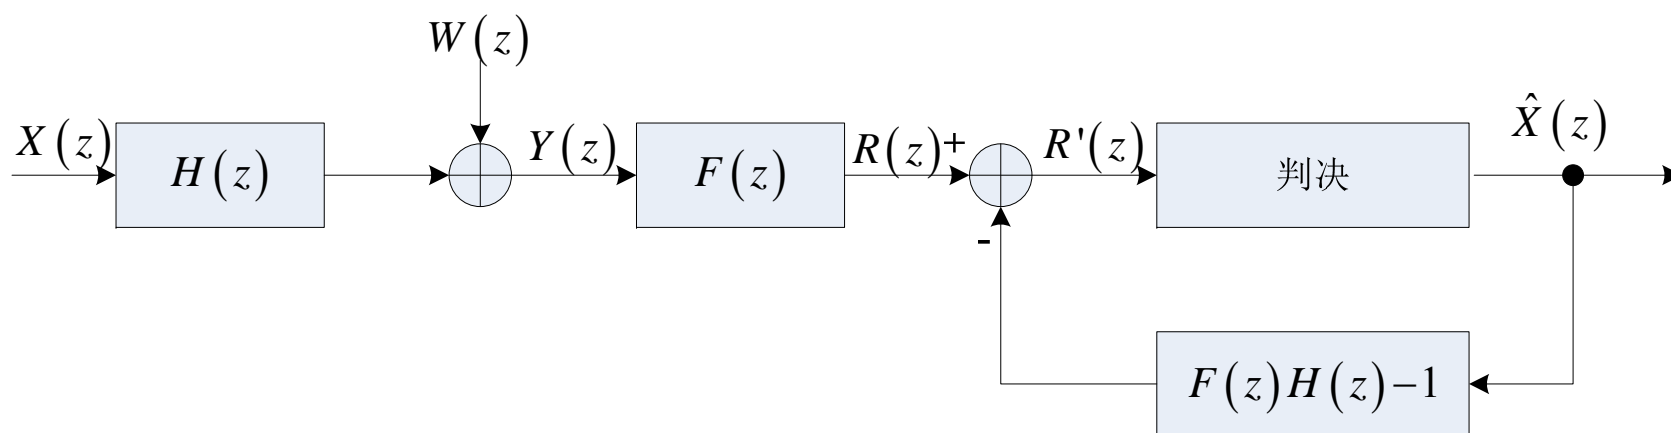 W(z)
X(z)
H(z)
Y(z)
F(z)
R(z)
+
R'(z)
判决
X̂(z)
-
F(z)H(z)−1